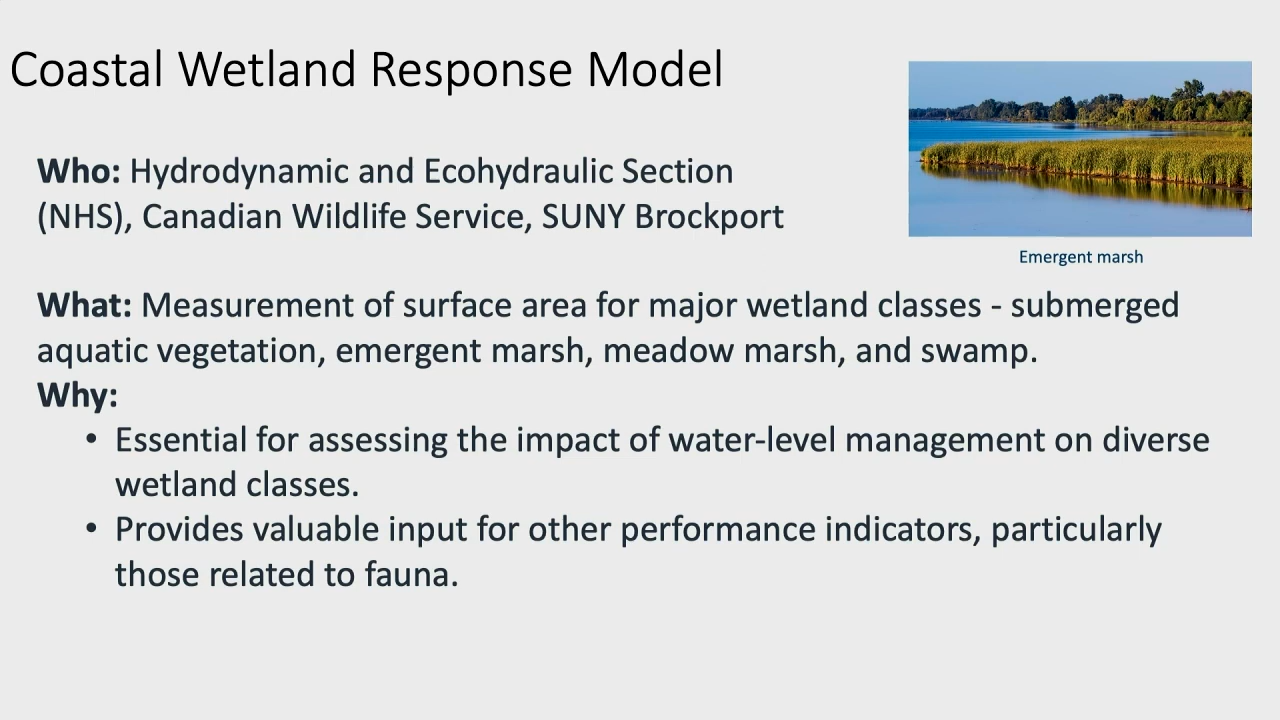 Coastal Wetland Response Model
Who: Hydrodynamic and Ecohydraulic Section
(NHS), Canadian Wildlife Service, SUNY Brockport
Emergent marsh
What: Measurement of surface area for major wetland classes - submerged
aquatic vegetation, emergent marsh, meadow marsh, and swamp.
Why:
• Essential for assessing the impact of water-level management on diverse
wetland classes.
• Provides valuable input for other performance indicators, particularly
those related to fauna.